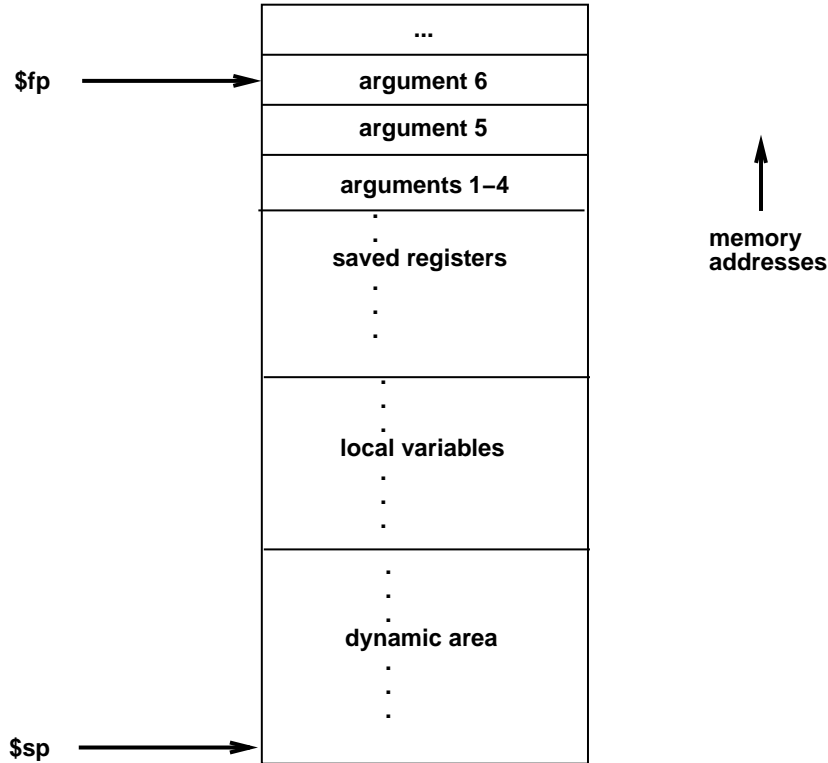 ...
$fp
argument 6
argument 5
arguments 1−4
memory
addresses
saved registers
local variables
dynamic area
$sp